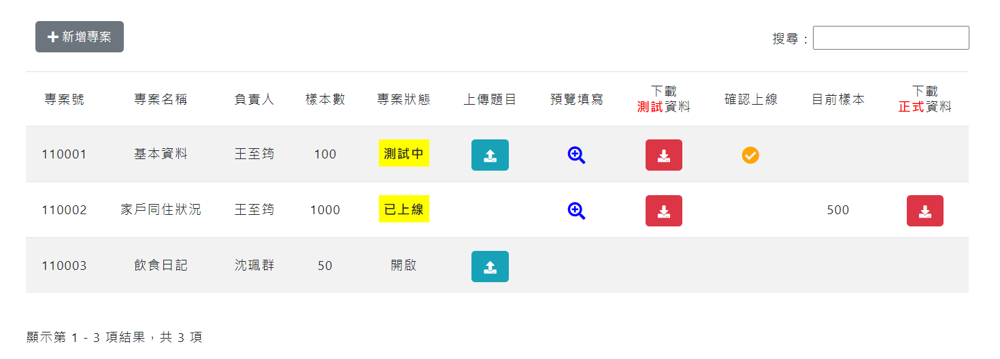 新增專案
搜尋：
專案號 專案名稱 負責人 樣本數 專案狀態 上傳題目 預覽填寫 下載 測試資料 確認上線 目前樣本 下載 正式資料
110001 基本資料 王至筠 100 測試中
110002 家戶同住狀況 王至筠 1000 已上線 500
110003 飲食日記 沈珮群 50 開啟
顯示第 1 - 3 項結果，共 3 項